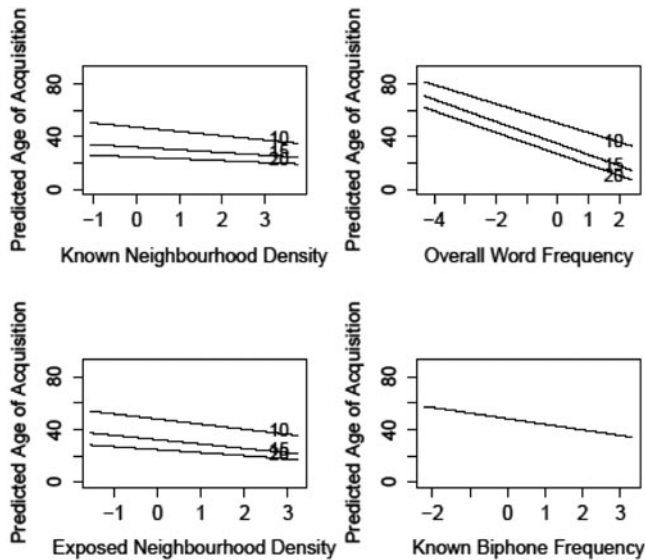 Predicted Age of Acquisition
80
40
0
10
15
20
−1 0 1 2 3
Known Neighbourhood Density
Predicted Age of Acquisition
80
40
0
10
15
20
−4 −2 0 1 2
Overall Word Frequency
Predicted Age of Acquisition
80
40
0
10
15
20
−1 0 1 2 3
Exposed Neighbourhood Density
Predicted Age of Acquisition
80
40
0
−2 0 1 2 3
Known Biphone Frequency